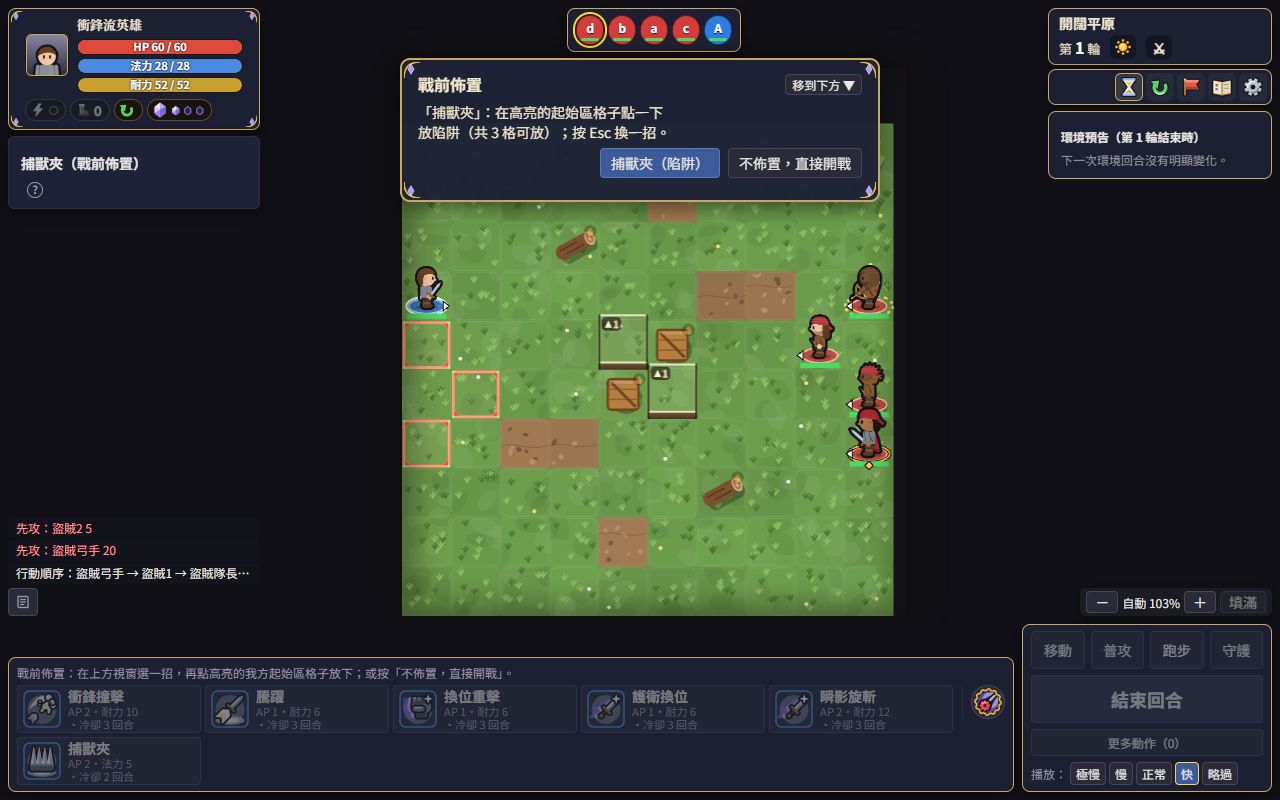 衝鋒流英雄
HP 60 / 60
法力 28 / 28
耐力 52 / 52
0
捕獸夾（戰前佈置）
?
d b a c A
戰前佈置
移到下方▼
「捕獸夾」：在高亮的起始區格子點一下
放陷阱（共 3 格可放）；按 Esc 換一招。
捕獸夾（陷阱）
不佈置，直接開戰
開闊平原
第 1 輪
環境預告（第 1 輪結束時）
下一次環境回合沒有明顯變化。
▲1
▲1
先攻：盜賊2 5
先攻：盜賊弓手 20
行動順序：盜賊弓手 → 盜賊1 → 盜賊隊長⋯
− 自動 103% + 填滿
戰前佈置：在上方視窗選一招，再點高亮的我方起始區格子放下；或按「不佈置，直接開戰」。
衝鋒撞擊
AP 2・耐力 10
・冷卻 3 回合
騰躍
AP 1・耐力 6
・冷卻 3 回合
換位重擊
AP 1・耐力 6
・冷卻 3 回合
護衛換位
AP 1・耐力 6
・冷卻 3 回合
瞬影旋斬
AP 2・耐力 12
・冷卻 3 回合
捕獸夾
AP 2・法力 5
・冷卻 2 回合
移動 普攻 跑步 守護
結束回合
更多動作（0）
播放： 極慢 慢 正常 快 略過